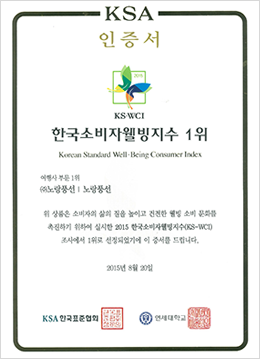 KSA
인증서
2015
KS-WCI
한국소비자웰빙지수 1위
Korean Standard Well-Being Consumer Index
여행사 부문 1위
㈜노랑풍선 | 노랑풍선
위 상품은 소비자의 삶의 질을 높이고 건전한 웰빙 소비 문화를
촉진하기 위하여 실시한 2015 한국소비자웰빙지수(KS-WCI)
조사에서 1위로 선정되었기에 이 증서를 드립니다.
2015년 8월 20일
KSA 한국표준협회
연세대학교